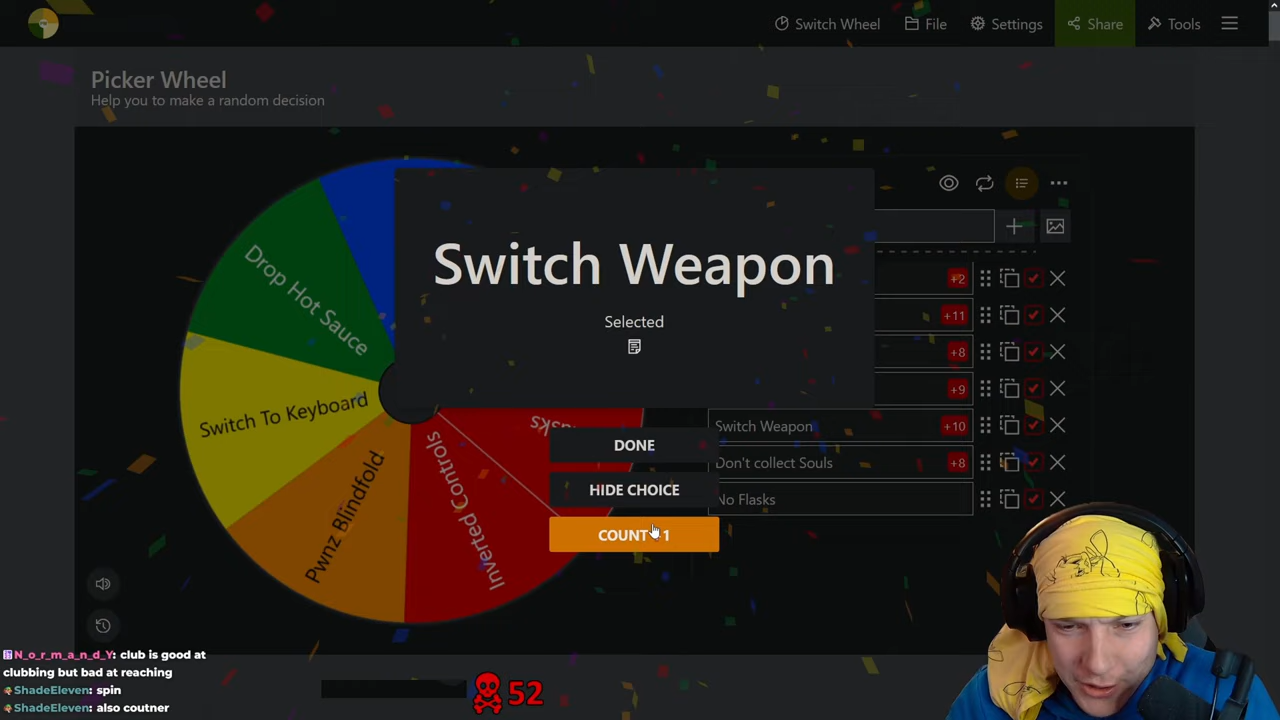 Switch Wheel
File
Settings
Share
Tools
Picker Wheel
Help you to make a random decision
Switch Weapon
Selected
DONE
HIDE CHOICE
COUNT 1
Drop Hot Sauce
Switch To Keyboard
Pwnz Blindfold
Inverted Controls
+2
+11
+8
+9
Switch Weapon +10
Don't collect Souls +8
No Flasks
N_o_r_m_a_n_d_Y: club is good at
clubbing but bad at reaching
ShadeEleven: spin
ShadeEleven: also coutner
52